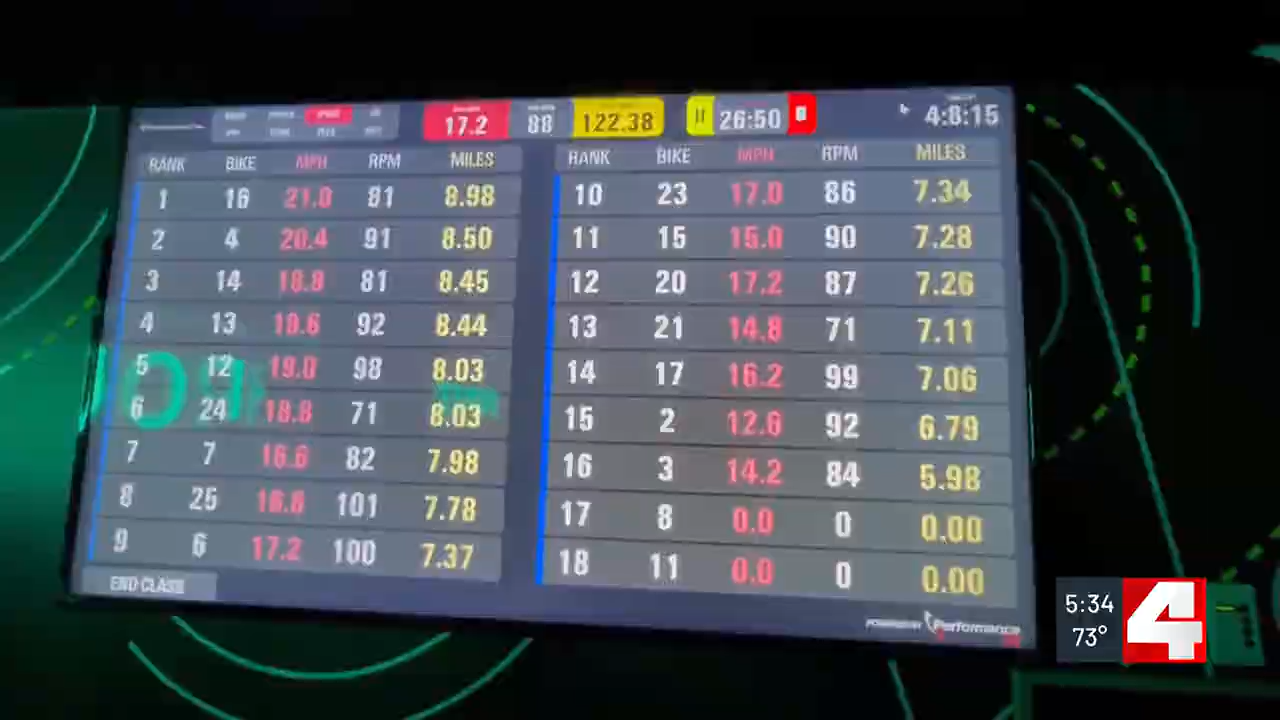 17.2 88 122.38 26:50 4:8:15
RANK BIKE MPH RPM MILES
1 16 21.0 81 8.98
2 4 20.4 91 8.50
3 14 18.8 81 8.45
4 13 92 8.44
5 12 19.0 98 8.03
6 24 18.8 71 8.03
7 7 16.6 82 7.98
8 25 101 7.78
9 6 17.2 100 7.37
END CLASS
RANK BIKE MPH RPM MILES
10 23 17.0 86 7.34
11 15 15.0 90 7.28
12 20 17.2 87 7.26
13 21 14.8 71 7.11
14 17 16.2 99 7.06
15 2 12.6 92 6.79
16 3 14.2 84 5.98
17 8 0.0 0 0.00
18 11 0.0 0 0.00
POWERED BY Performance
5:34
73°
4